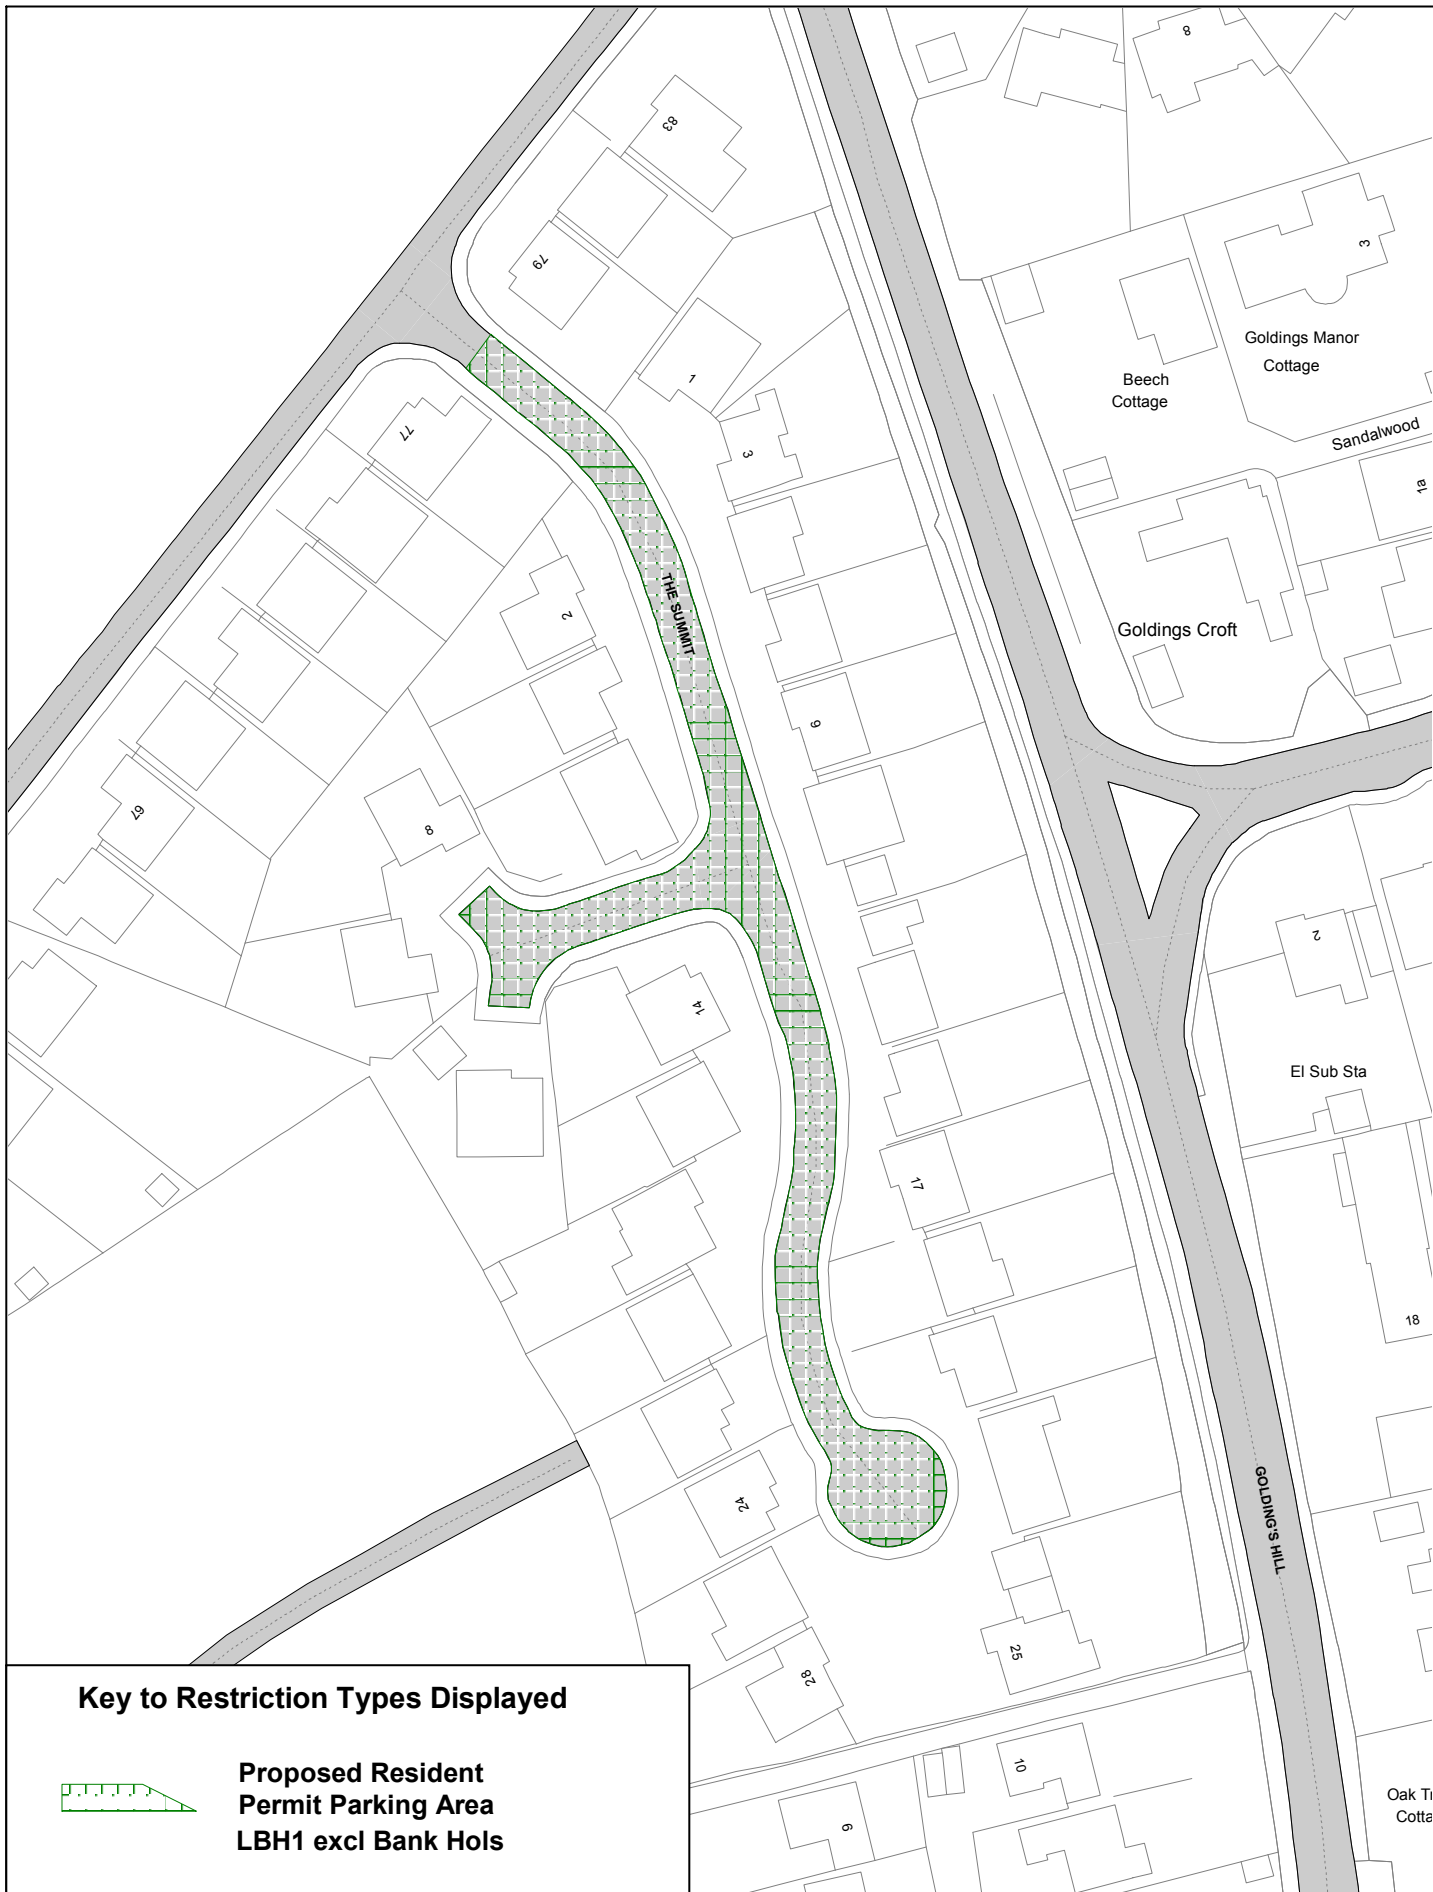 8
83
3
79
Goldings Manor
Cottage
Beech
Cottage
1
Sandalwood
77
3
1a
THE SUMMIT
2
Goldings Croft
9
67
8
2
14
El Sub Sta
17
18
24
GOLDING'S HILL
25
28
Key to Restriction Types Displayed
Proposed Resident
Permit Parking Area
LBH1 excl Bank Hols
10
Oak Tr
Cotta